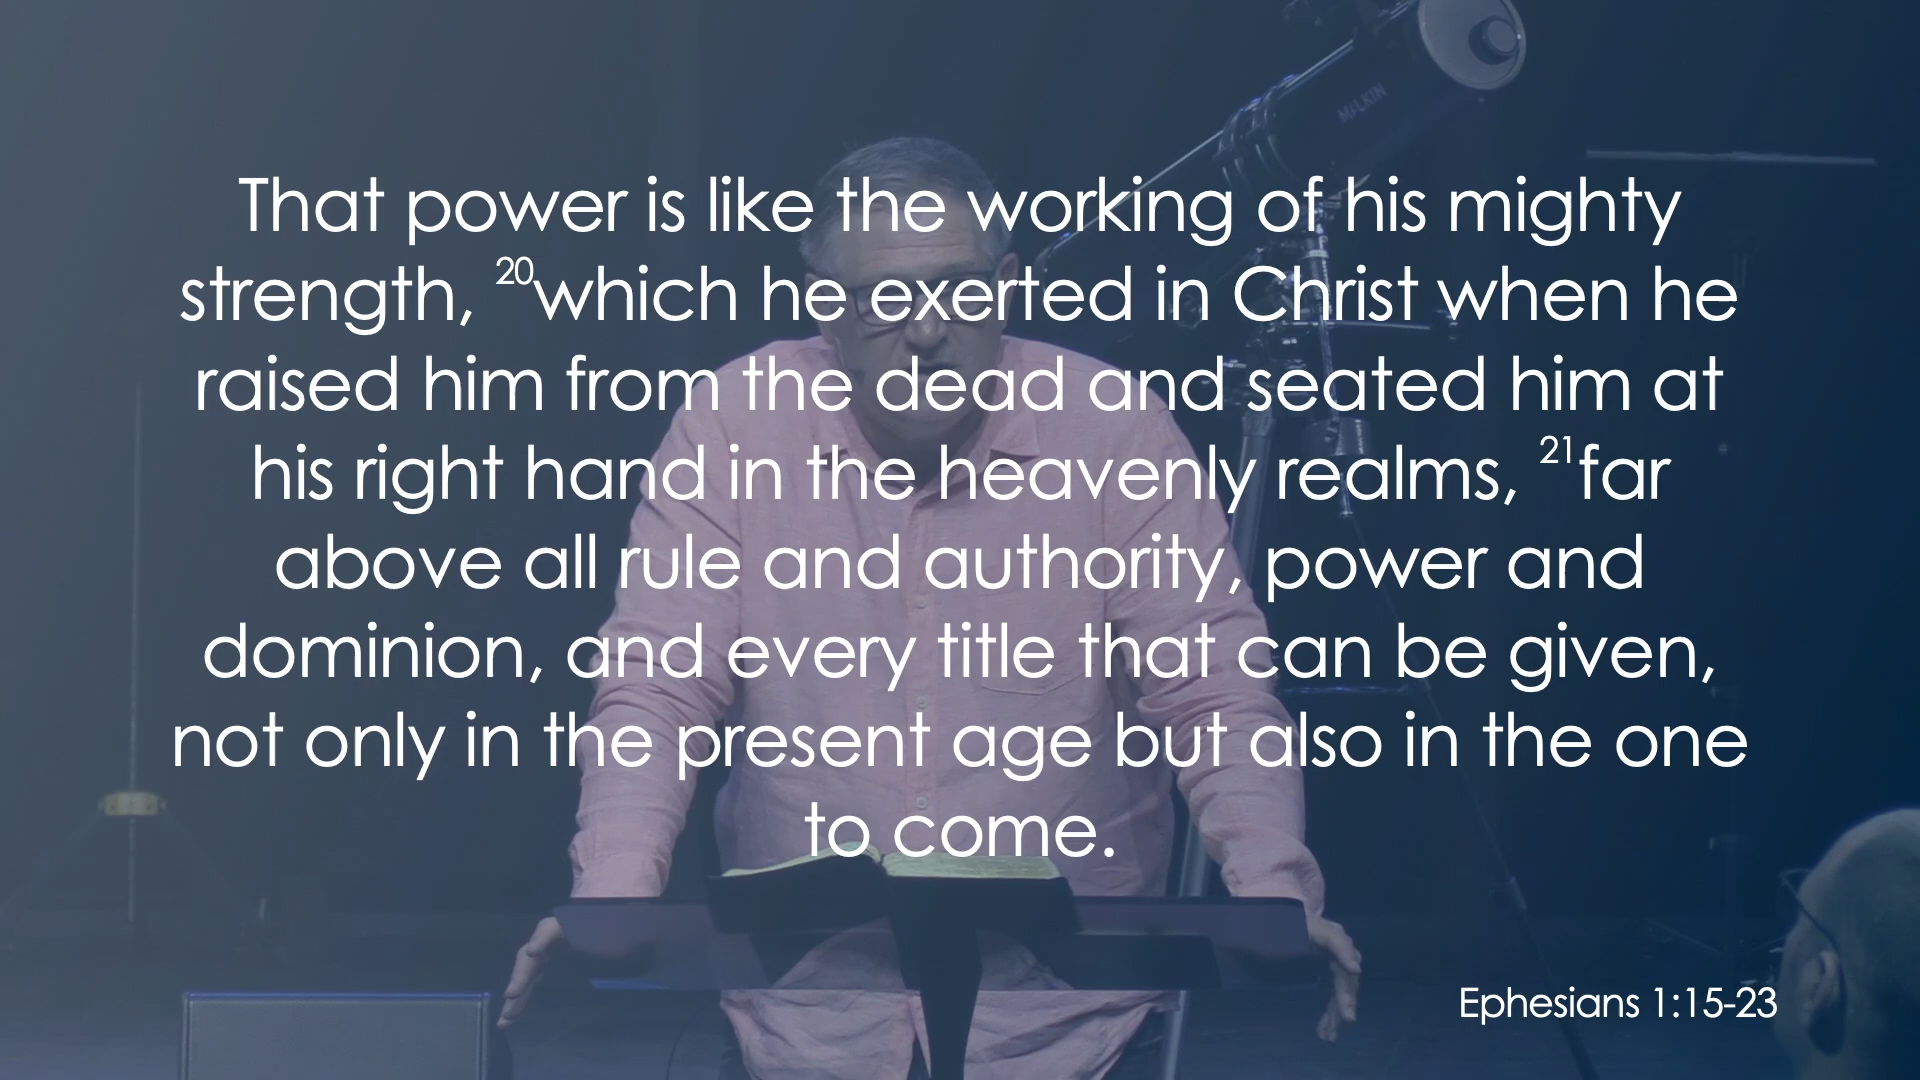 MALKIN
That power is like the working of his mighty
strength, 20which he exerted in Christ when he
raised him from the dead and seated him at
his right hand in the heavenly realms, 21far
above all rule and authority, power and
dominion, and every title that can be given,
not only in the present age but also in the one
to come.
Ephesians 1:15-23